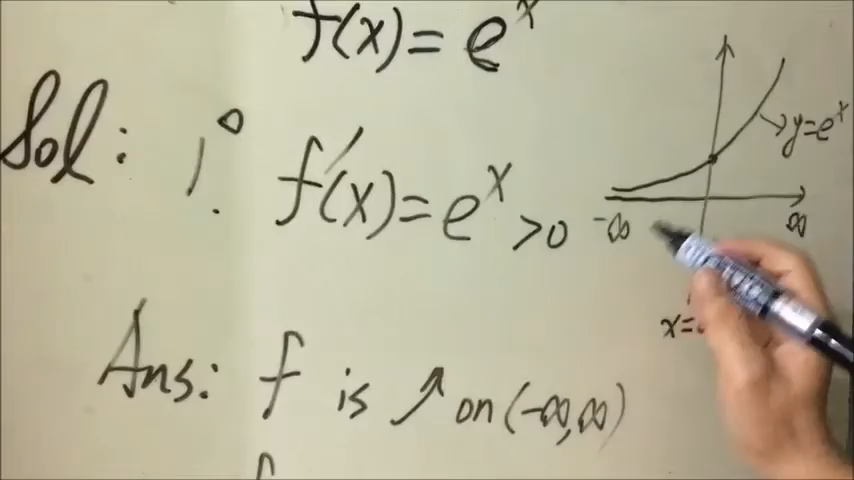 f(x) = e^x
Sol: 1° f'(x) = e^x > 0
y = e^x
-∞ ∞
x=
Ans: f is ↗ on (-∞, ∞)
f